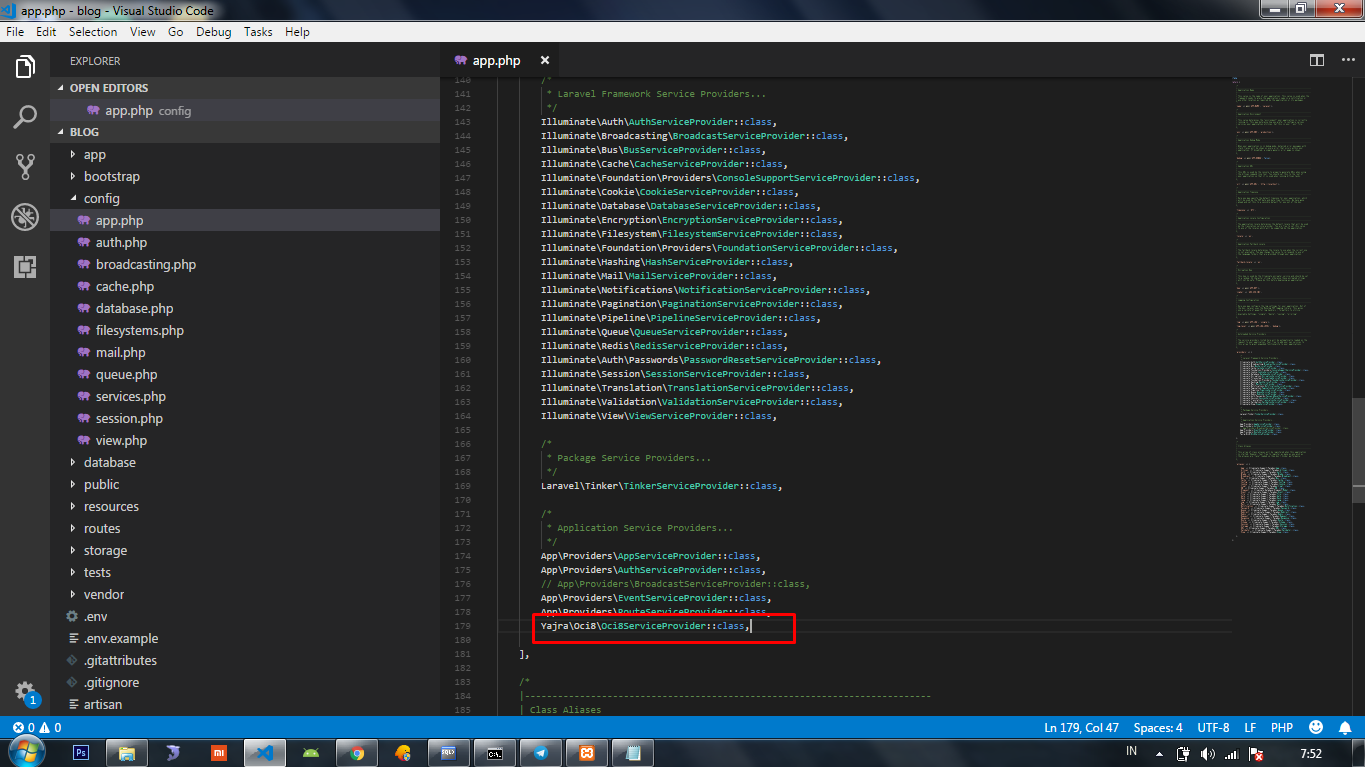 app.php - blog - Visual Studio Code
File Edit Selection View Go Debug Tasks Help
EXPLORER
OPEN EDITORS
app.php config
BLOG
app
bootstrap
config
app.php
auth.php
broadcasting.php
cache.php
database.php
filesystems.php
mail.php
queue.php
services.php
session.php
view.php
database
public
resources
routes
storage
tests
vendor
.env
.env.example
.gitattributes
.gitignore
artisan
1
app.php
140 /*
141 * Laravel Framework Service Providers...
142 */
143 Illuminate\Auth\AuthServiceProvider::class,
144 Illuminate\Broadcasting\BroadcastServiceProvider::class,
145 Illuminate\Bus\BusServiceProvider::class,
146 Illuminate\Cache\CacheServiceProvider::class,
147 Illuminate\Foundation\Providers\ConsoleSupportServiceProvider::class,
148 Illuminate\Cookie\CookieServiceProvider::class,
149 Illuminate\Database\DatabaseServiceProvider::class,
150 Illuminate\Encryption\EncryptionServiceProvider::class,
151 Illuminate\Filesystem\FilesystemServiceProvider::class,
152 Illuminate\Foundation\Providers\FoundationServiceProvider::class,
153 Illuminate\Hashing\HashServiceProvider::class,
154 Illuminate\Mail\MailServiceProvider::class,
155 Illuminate\Notifications\NotificationServiceProvider::class,
156 Illuminate\Pagination\PaginationServiceProvider::class,
157 Illuminate\Pipeline\PipelineServiceProvider::class,
158 Illuminate\Queue\QueueServiceProvider::class,
159 Illuminate\Redis\RedisServiceProvider::class,
160 Illuminate\Auth\Passwords\PasswordResetServiceProvider::class,
161 Illuminate\Session\SessionServiceProvider::class,
162 Illuminate\Translation\TranslationServiceProvider::class,
163 Illuminate\Validation\ValidationServiceProvider::class,
164 Illuminate\View\ViewServiceProvider::class,
165
166 /*
167 * Package Service Providers...
168 */
169 Laravel\Tinker\TinkerServiceProvider::class,
170
171 /*
172 * Application Service Providers...
173 */
174 App\Providers\AppServiceProvider::class,
175 App\Providers\AuthServiceProvider::class,
176 // App\Providers\BroadcastServiceProvider::class,
177 App\Providers\EventServiceProvider::class,
178 App\Providers\RouteServiceProvider::class,
179 Yajra\Oci8\Oci8ServiceProvider::class,
180
181 ],
182
183 /*
184 |--------------------------------------------------------------------------
185 | Class Aliases
0 0
Ln 179, Col 47 Spaces: 4 UTF-8 LF PHP
Ps
mi
C:\
IN
7:52